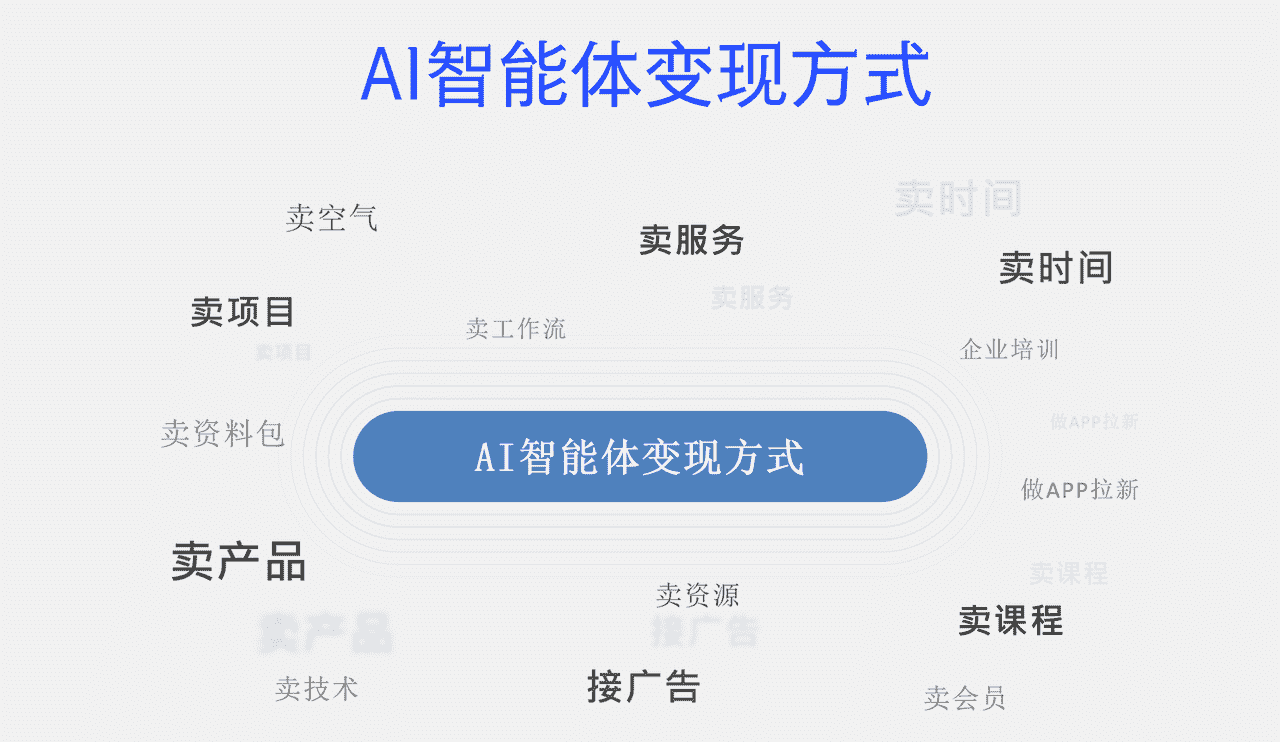 AI智能体变现方式
卖时间
卖空气
卖服务
卖时间
卖服务
卖项目
卖工作流
卖项目
企业培训
做APP拉新
卖资料包
AI智能体变现方式
做APP拉新
卖产品
卖课程
卖资源
卖课程
卖产品
接广告
卖技术
接广告
卖会员